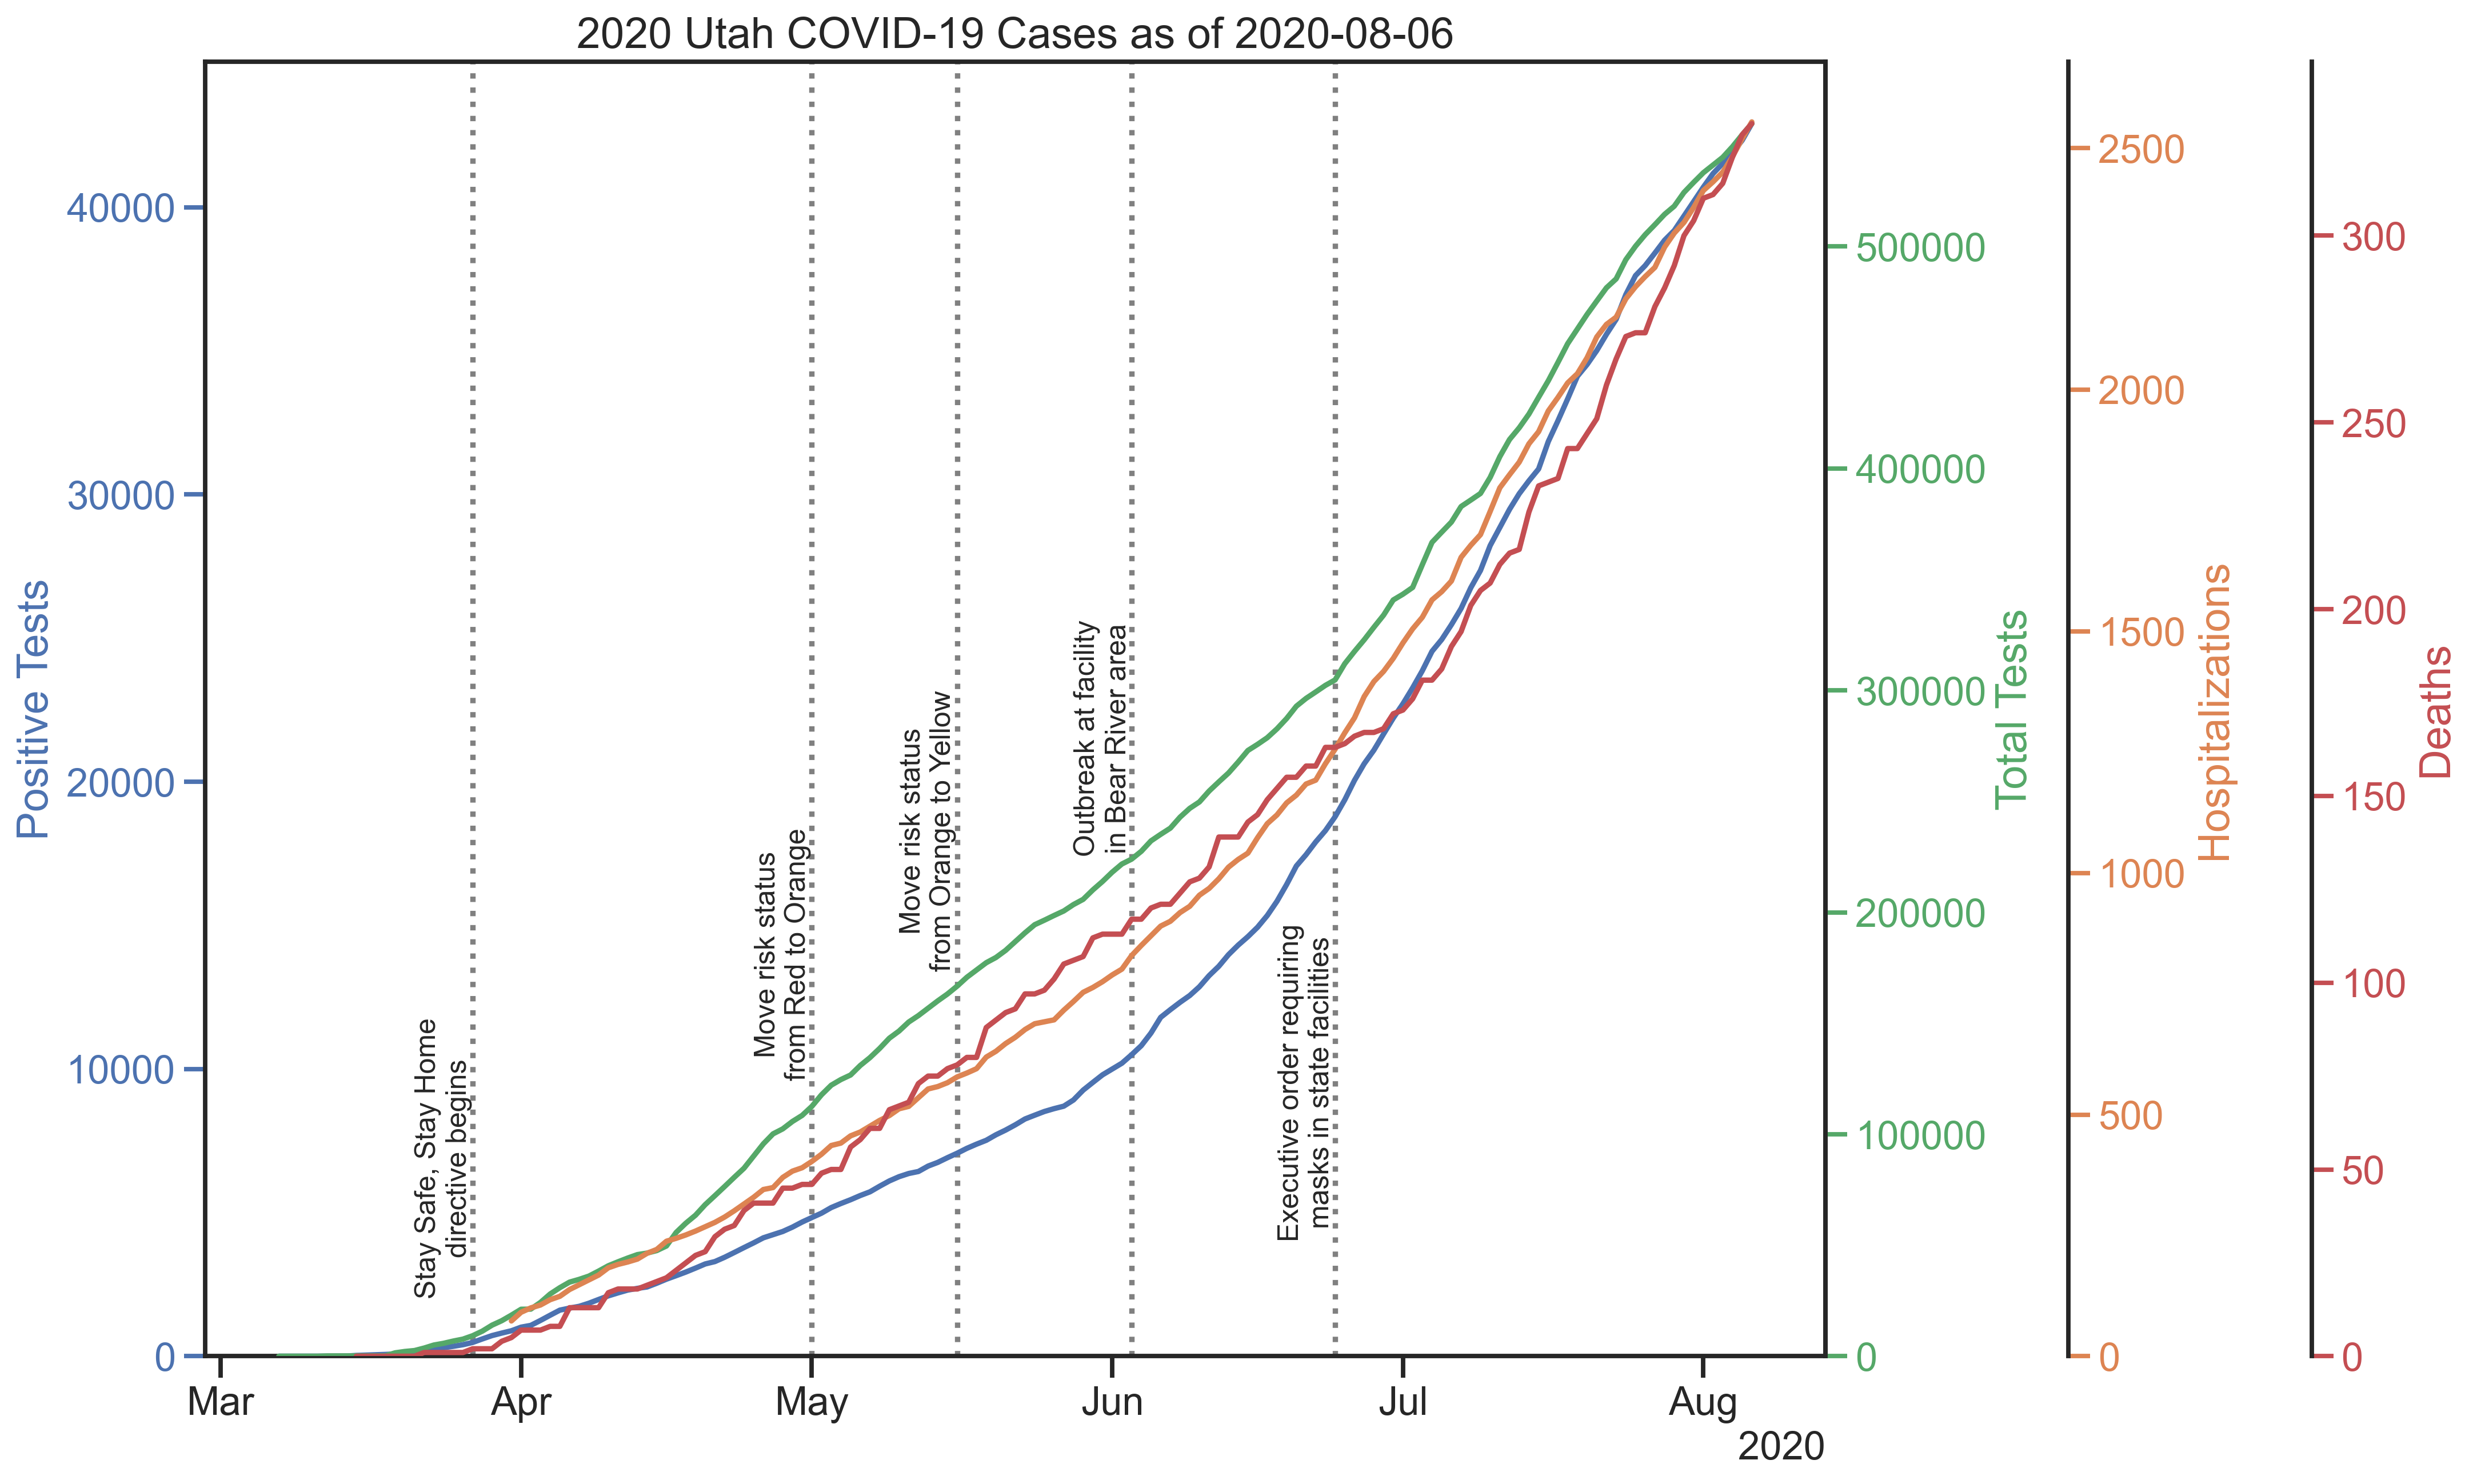 2020 Utah COVID-19 Cases as of 2020-08-06
Positive Tests
40000
30000
20000
10000
0
Stay Safe, Stay Home
directive begins
Move risk status
from Red to Orange
Move risk status
from Orange to Yellow
Outbreak at facility
in Bear River area
Executive order requiring
masks in state facilities
500000
400000
300000
200000
100000
0
Total Tests
2500
2000
1500
1000
500
0
Hospitalizations
300
250
200
150
100
50
0
Deaths
Mar Apr May Jun Jul Aug
2020